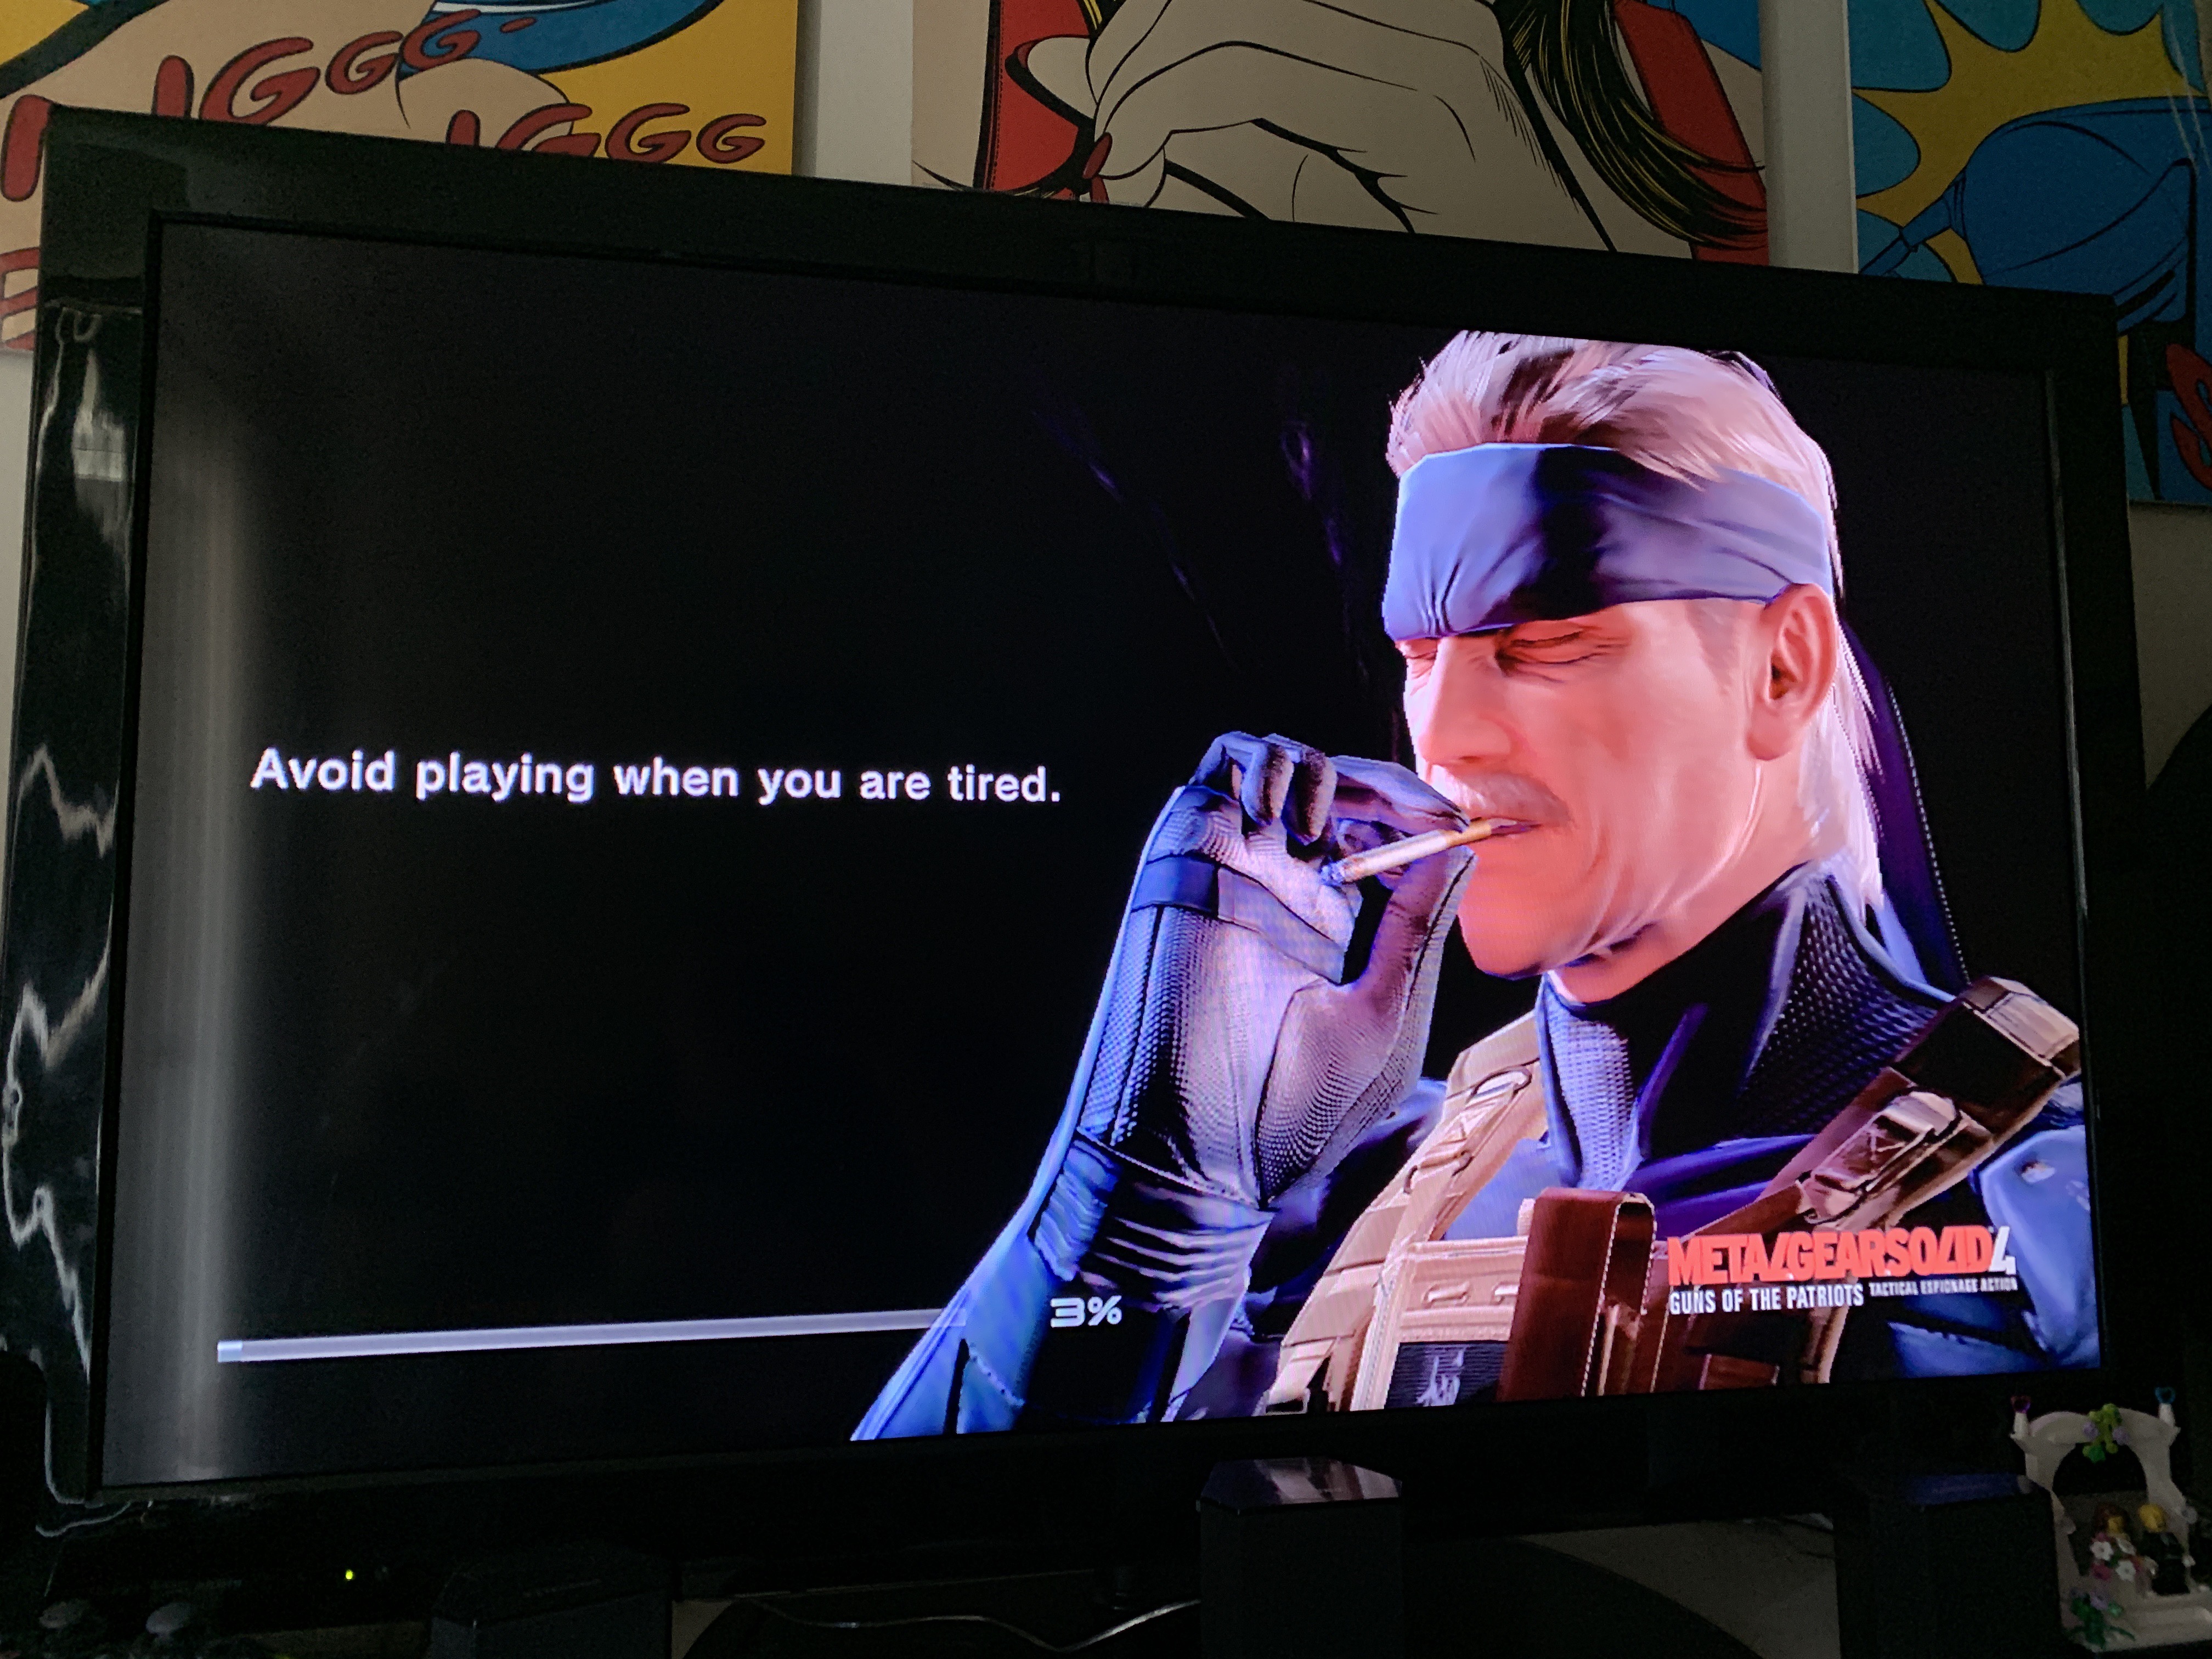 Avoid playing when you are tired.
3%
METAL GEAR SOLID 4
GUNS OF THE PATRIOTS TACTICAL ESPIONAGE ACTION